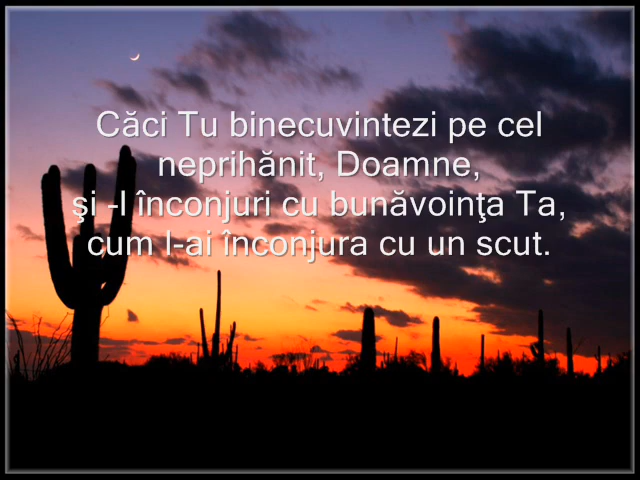 Căci Tu binecuvintezi pe cel
neprihănit, Doamne,
şi -l înconjuri cu bunăvoinţa Ta,
cum l-ai înconjura cu un scut.